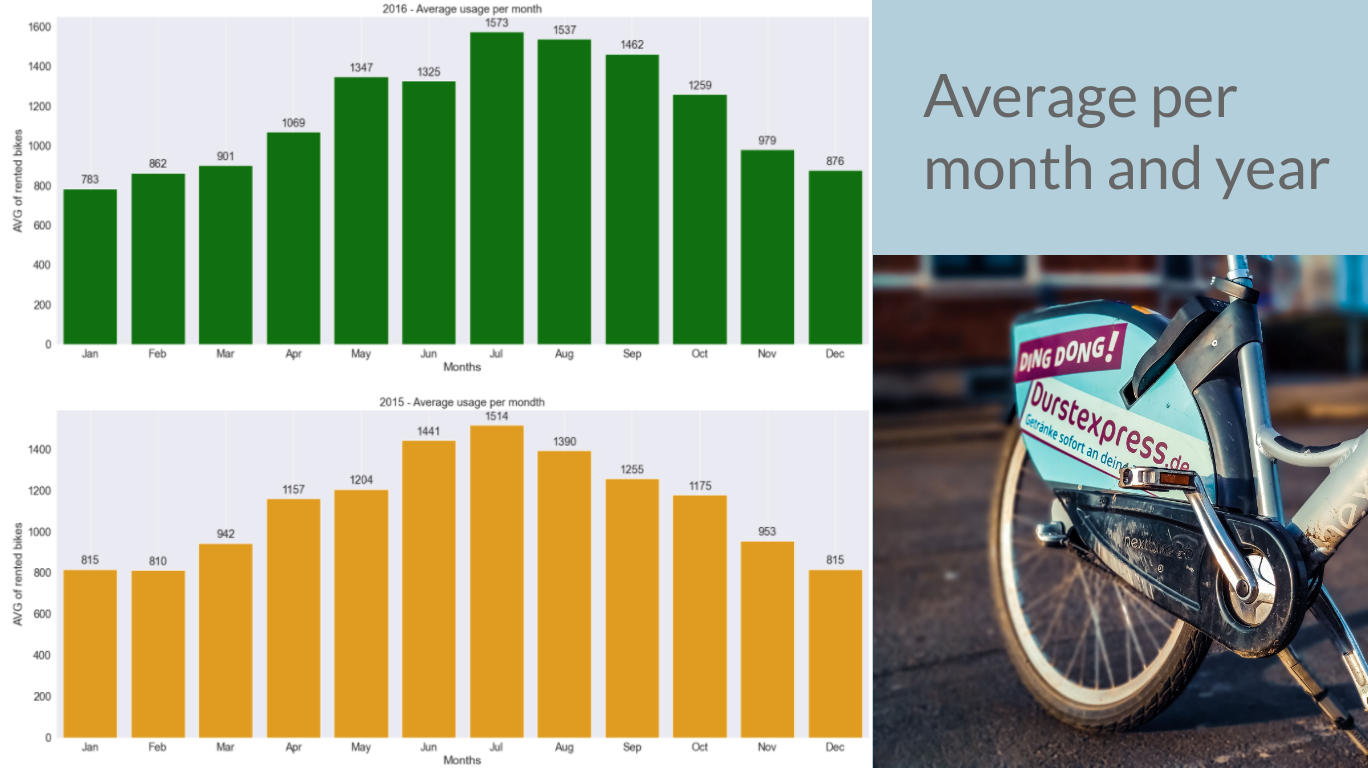 2016 - Average usage per month
AVG of rented bikes
1600
1400
1200
1000
800
600
400
200
0
783
862
901
1069
1347
1325
1573
1537
1462
1259
979
876
Jan Feb Mar Apr May Jun Jul Aug Sep Oct Nov Dec
Months
2015 - Average usage per mondth
AVG of rented bikes
1400
1200
1000
800
600
400
200
0
815
810
942
1157
1204
1441
1514
1390
1255
1175
953
815
Jan Feb Mar Apr May Jun Jul Aug Sep Oct Nov Dec
Months
Average per
month and year
DING DONG!
Durstexpress.de
Getränke sofort an
nextbike